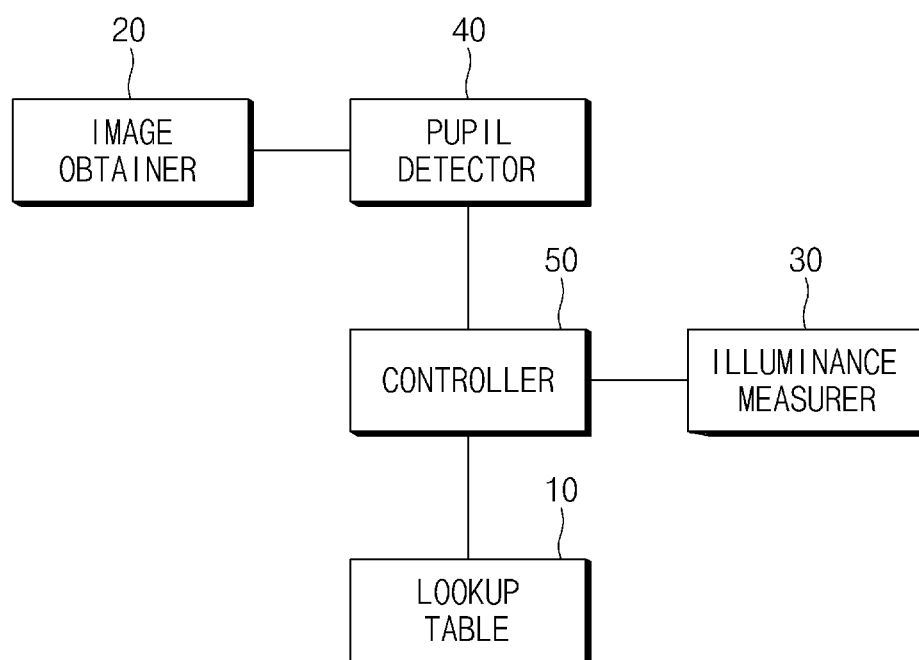 20
40
IMAGE
OBTAINER
PUPIL
DETECTOR
50
30
CONTROLLER
ILLUMINANCE
MEASURER
10
LOOKUP
TABLE